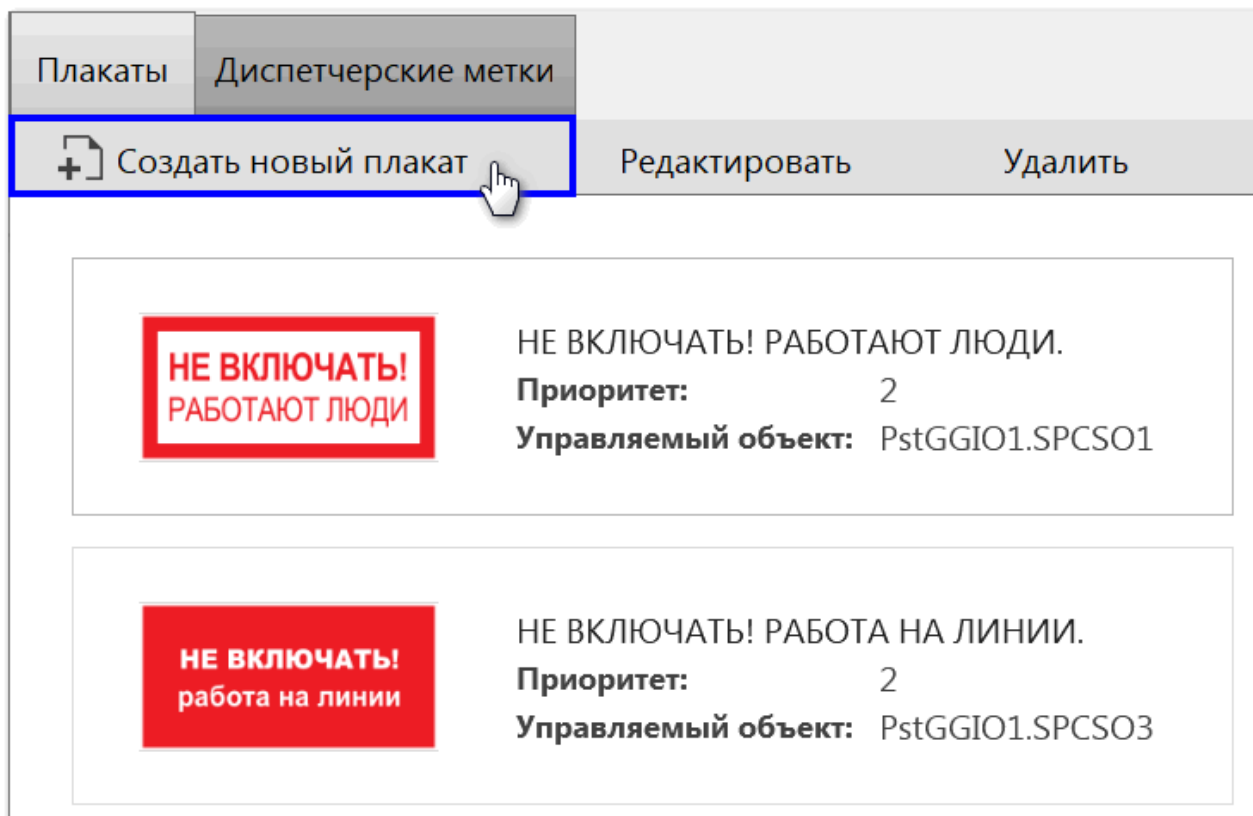 Плакаты Диспетчерские метки
Создать новый плакат Редактировать Удалить
НЕ ВКЛЮЧАТЬ!
РАБОТАЮТ ЛЮДИ
НЕ ВКЛЮЧАТЬ! РАБОТАЮТ ЛЮДИ.
Приоритет: 2
Управляемый объект: PstGGIO1.SPCSO1
НЕ ВКЛЮЧАТЬ!
работа на линии
НЕ ВКЛЮЧАТЬ! РАБОТА НА ЛИНИИ.
Приоритет: 2
Управляемый объект: PstGGIO1.SPCSO3